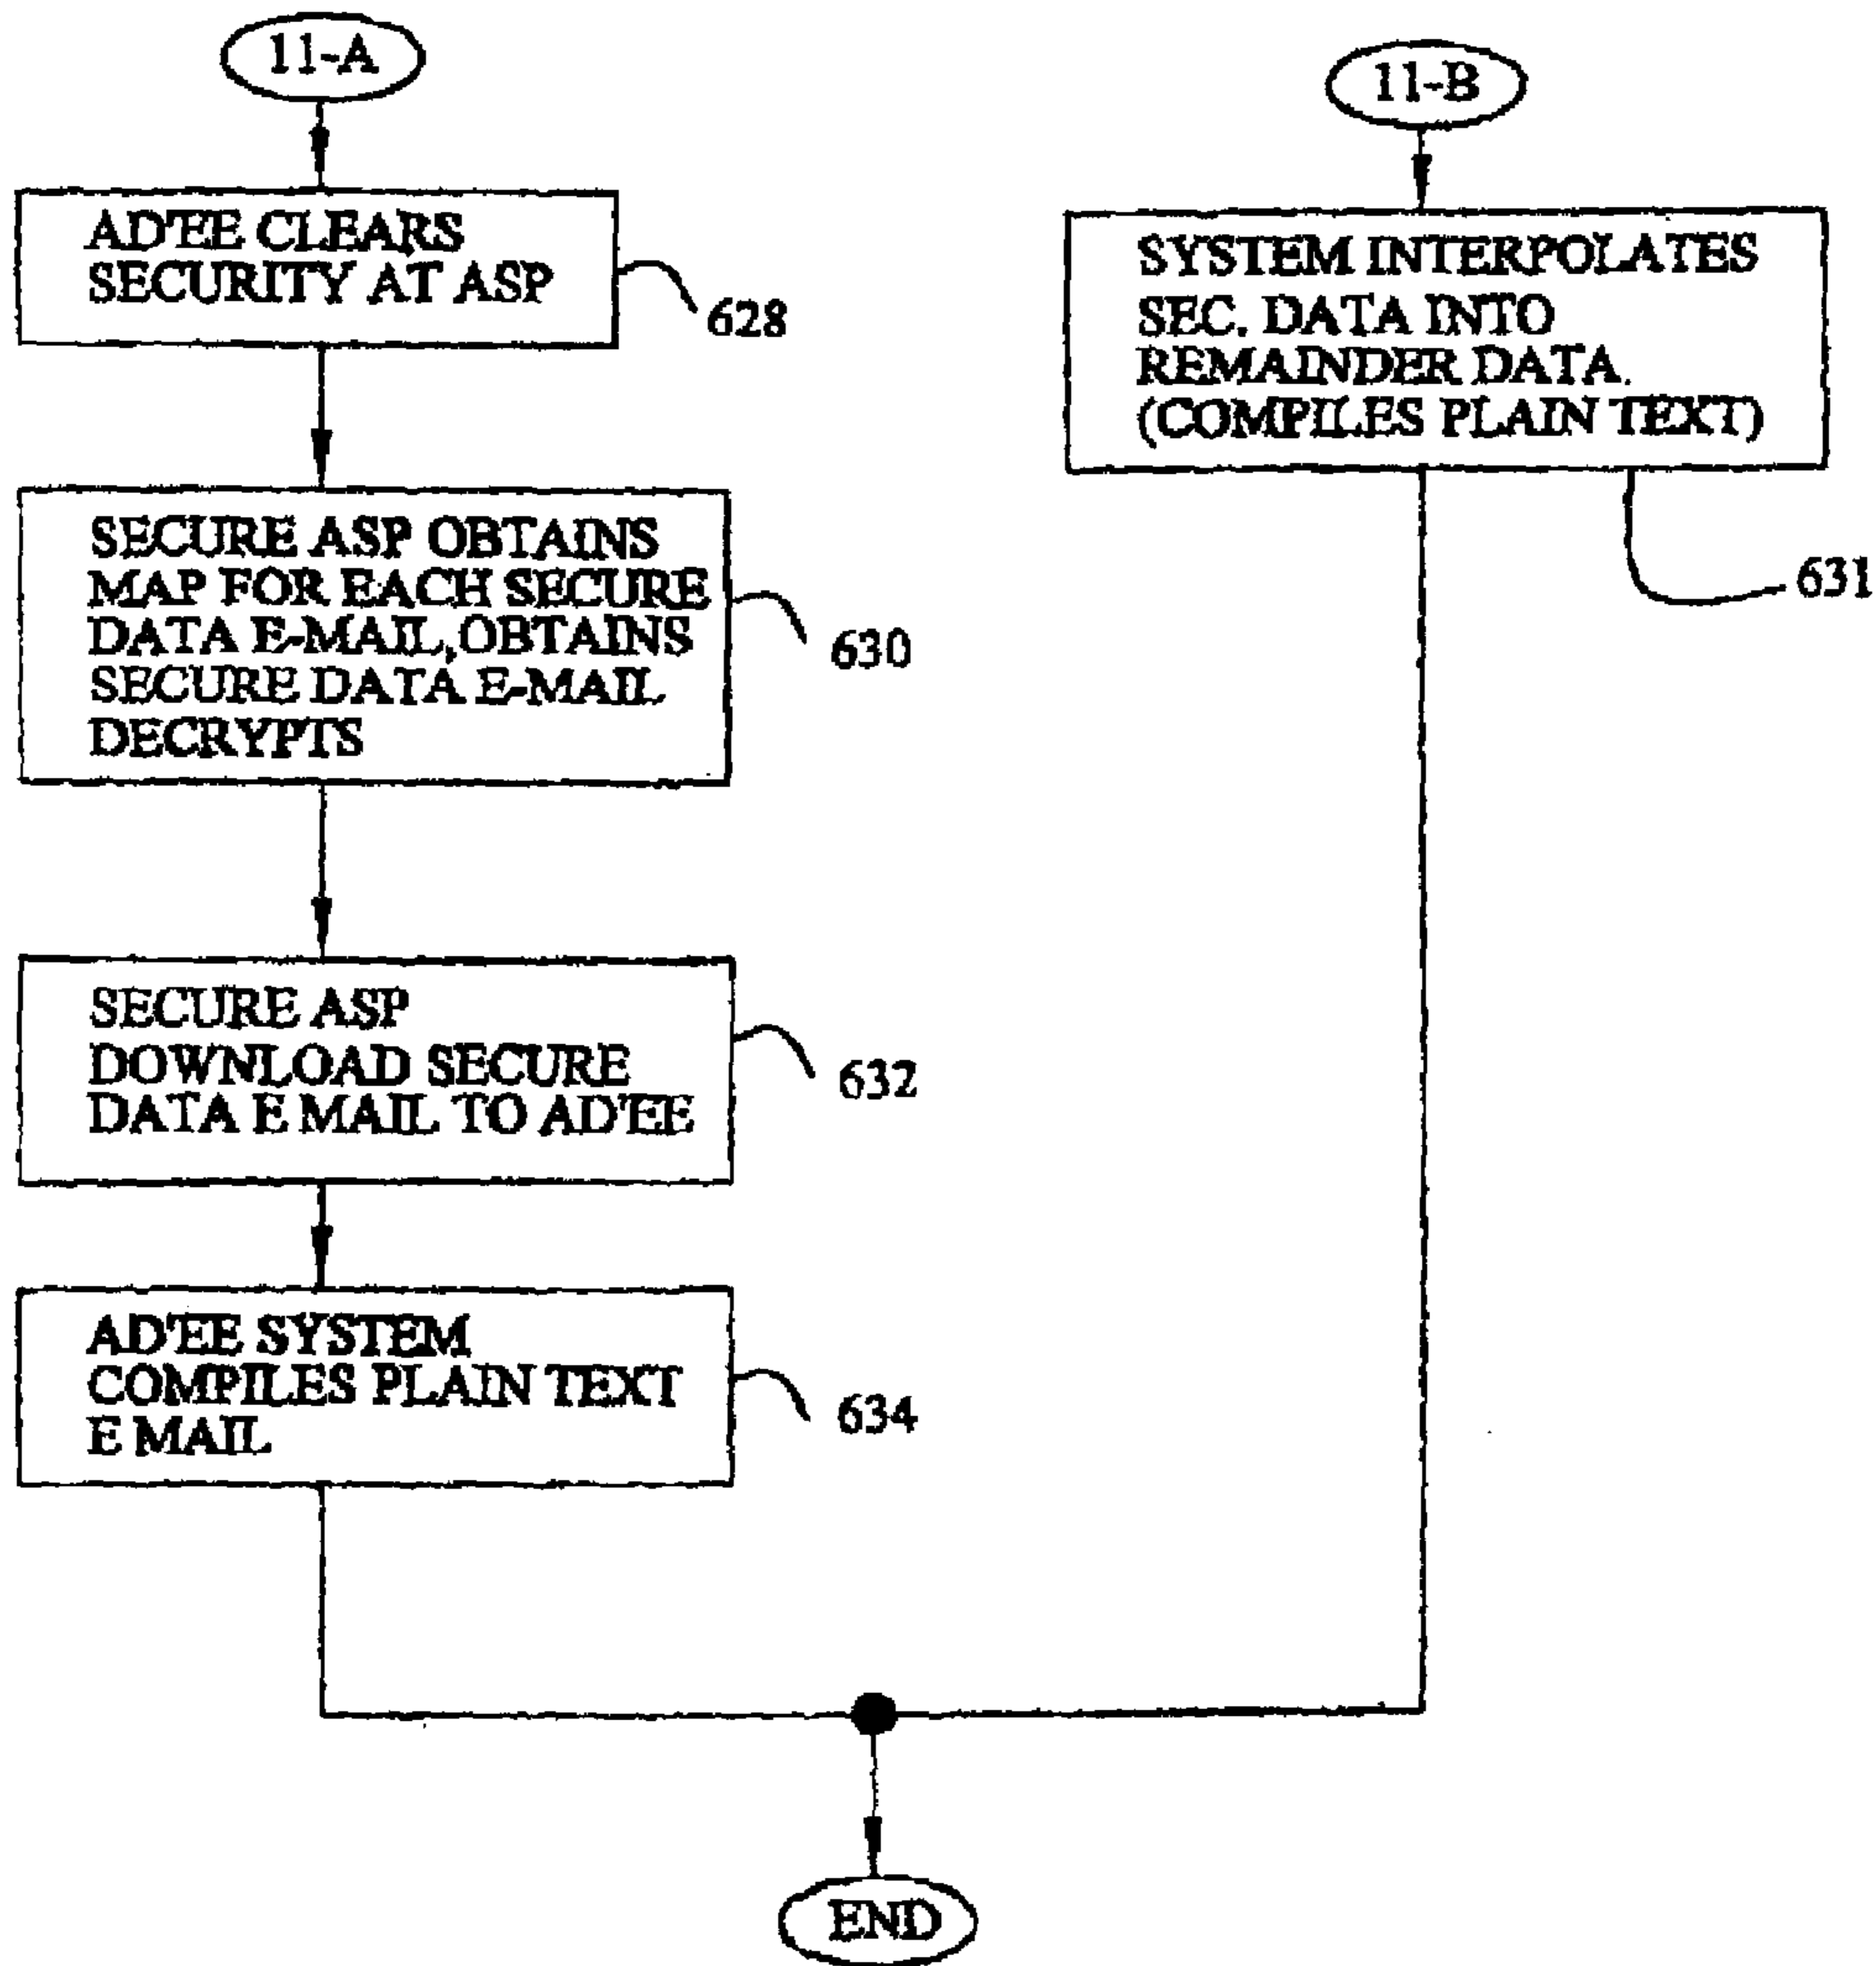 11-A
AD'EE CLEARS
SECURITY AT ASP
628
SECURE ASP OBTAINS
MAP FOR EACH SECURE
DATA E-MAIL, OBTAINS
SECURE DATA, E-MAIL
DECRYPTS
630
SECURE ASP
DOWNLOAD SECURE
DATA E MAIL TO AD'EE
632
AD'EE SYSTEM
COMPILES PLAIN TEXT
E MAIL
634
11-B
SYSTEM INTERPOLATES
SEC. DATA INTO
REMAINDER DATA.
(COMPILES PLAIN TEXT)
631
END